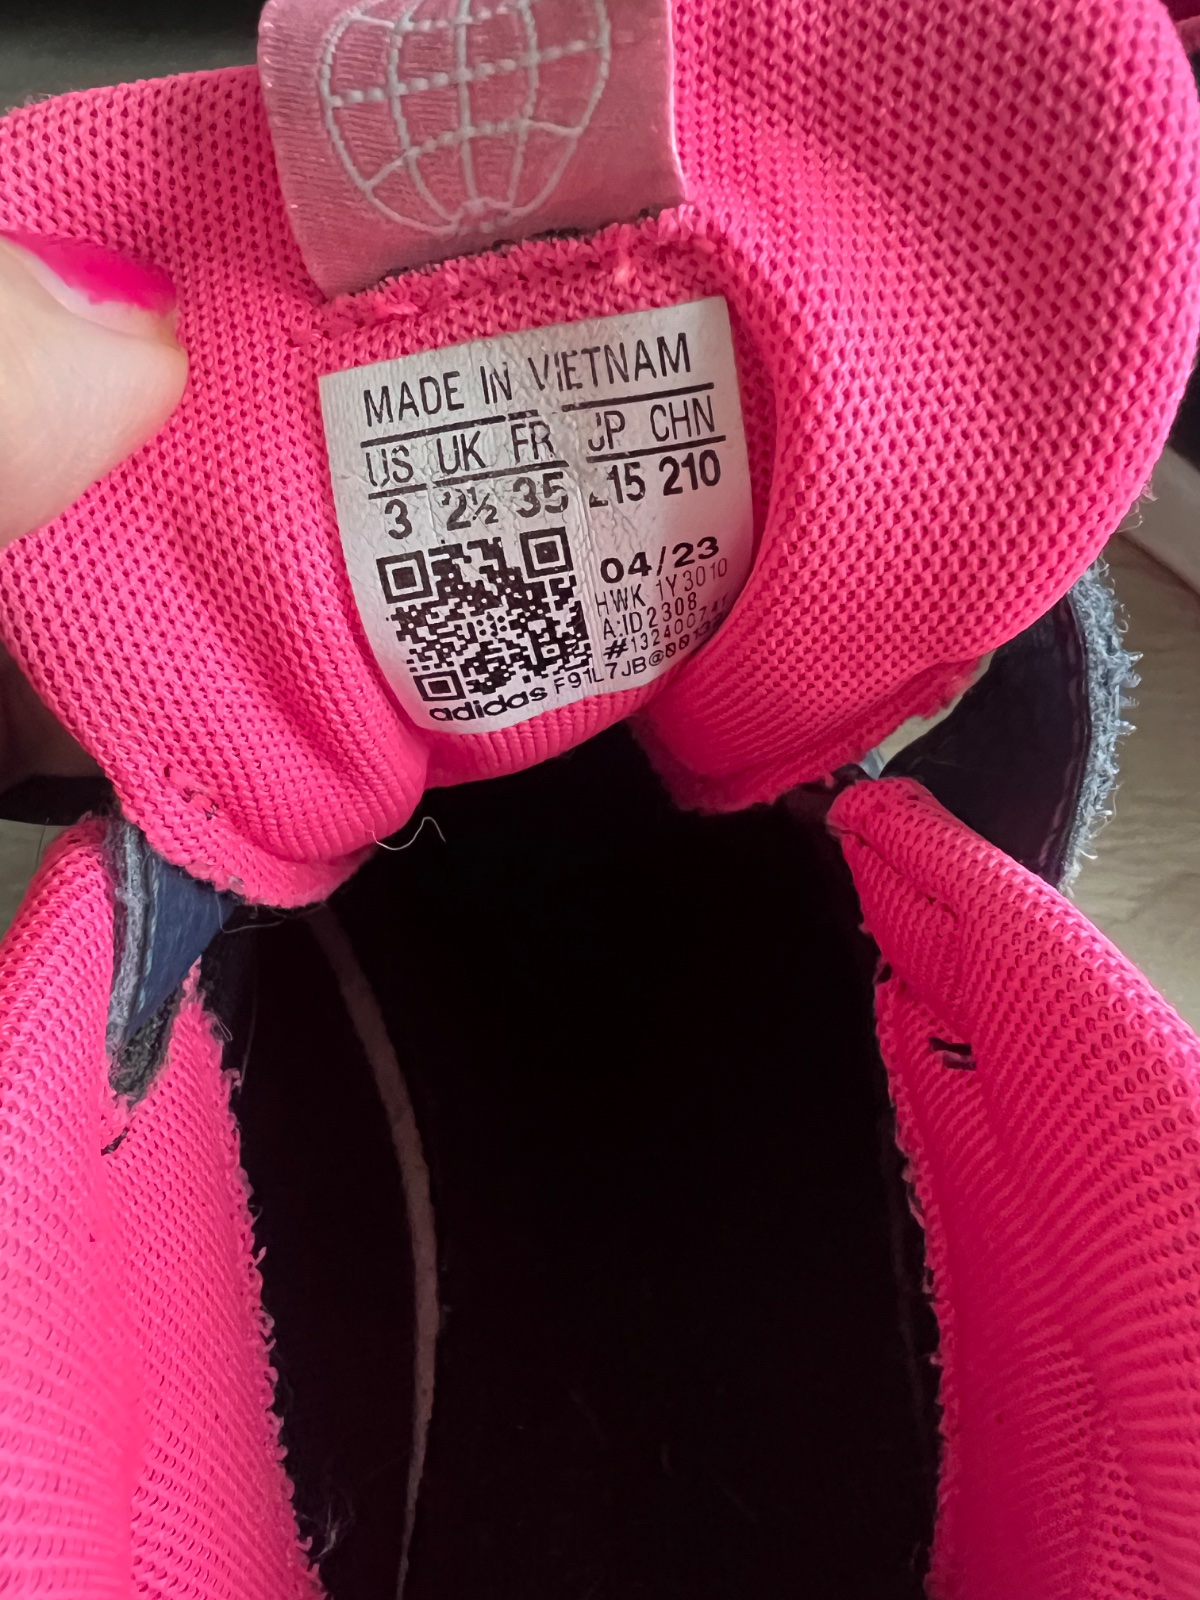 MADE IN VIETNAM
US UK FR JP CHN
3 2½ 35 215 210
04/23
HWK 1Y3010
A:ID2308
adidas F91L7JB@